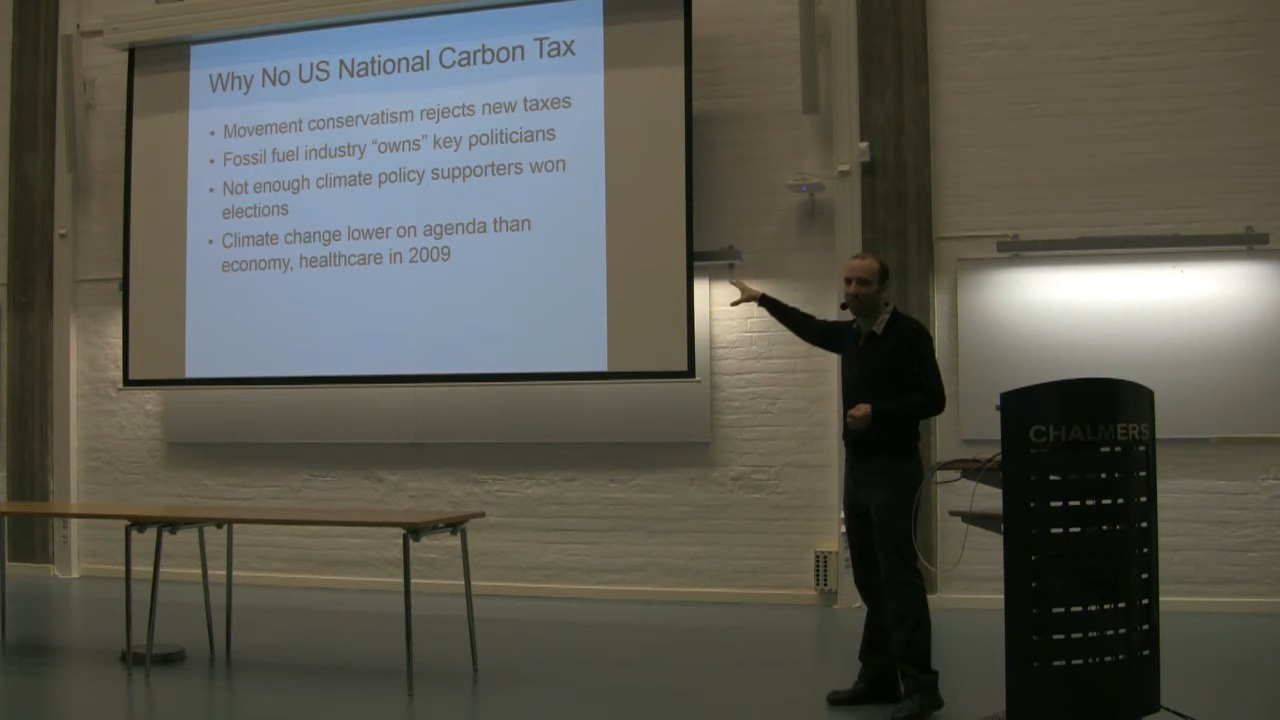 Why No US National Carbon Tax
• Movement conservatism rejects new taxes
• Fossil fuel industry “owns” key politicians
• Not enough climate policy supporters won
elections
• Climate change lower on agenda than
economy, healthcare in 2009
CHALMERS